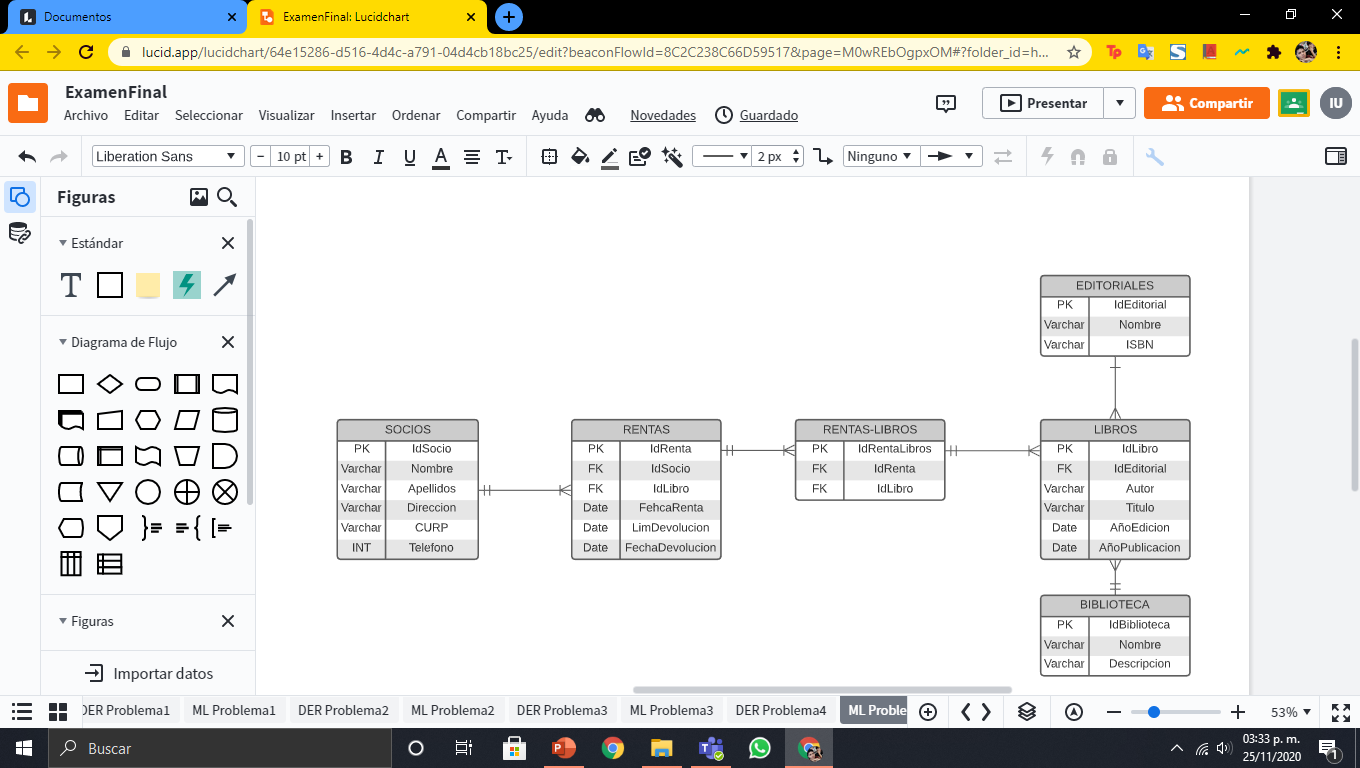 Documentos
ExamenFinal: Lucidchart
lucid.app/lucidchart/64e15286-d516-4d4c-a791-04d4cb18bc25/edit?beaconFlowId=8C2C238C66D59517&page=M0wREbOgpxOM#?folder_id=h...
ExamenFinal
Archivo Editar Seleccionar Visualizar Insertar Ordenar Compartir Ayuda Novedades Guardado
Presentar
Compartir
IU
Liberation Sans
10 pt
B I U A T
2 px
Ninguno
Figuras
Estándar
T
Diagrama de Flujo
Figuras
Importar datos
EDITORIALES
PK IdEditorial
Varchar Nombre
Varchar ISBN
SOCIOS
PK IdSocio
Varchar Nombre
Varchar Apellidos
Varchar Direccion
Varchar CURP
INT Telefono
RENTAS
PK IdRenta
FK IdSocio
FK IdLibro
Date FehcaRenta
Date LimDevolucion
Date FechaDevolucion
RENTAS-LIBROS
PK IdRentaLibros
FK IdRenta
FK IdLibro
LIBROS
PK IdLibro
FK IdEditorial
Varchar Autor
Varchar Titulo
Date AñoEdicion
Date AñoPublicacion
BIBLIOTECA
PK IdBiblioteca
Varchar Nombre
Varchar Descripcion
DER Problema1 ML Problema1 DER Problema2 ML Problema2 DER Problema3 ML Problema3 DER Problema4 ML Proble
53%
Buscar
03:33 p. m.
25/11/2020
1